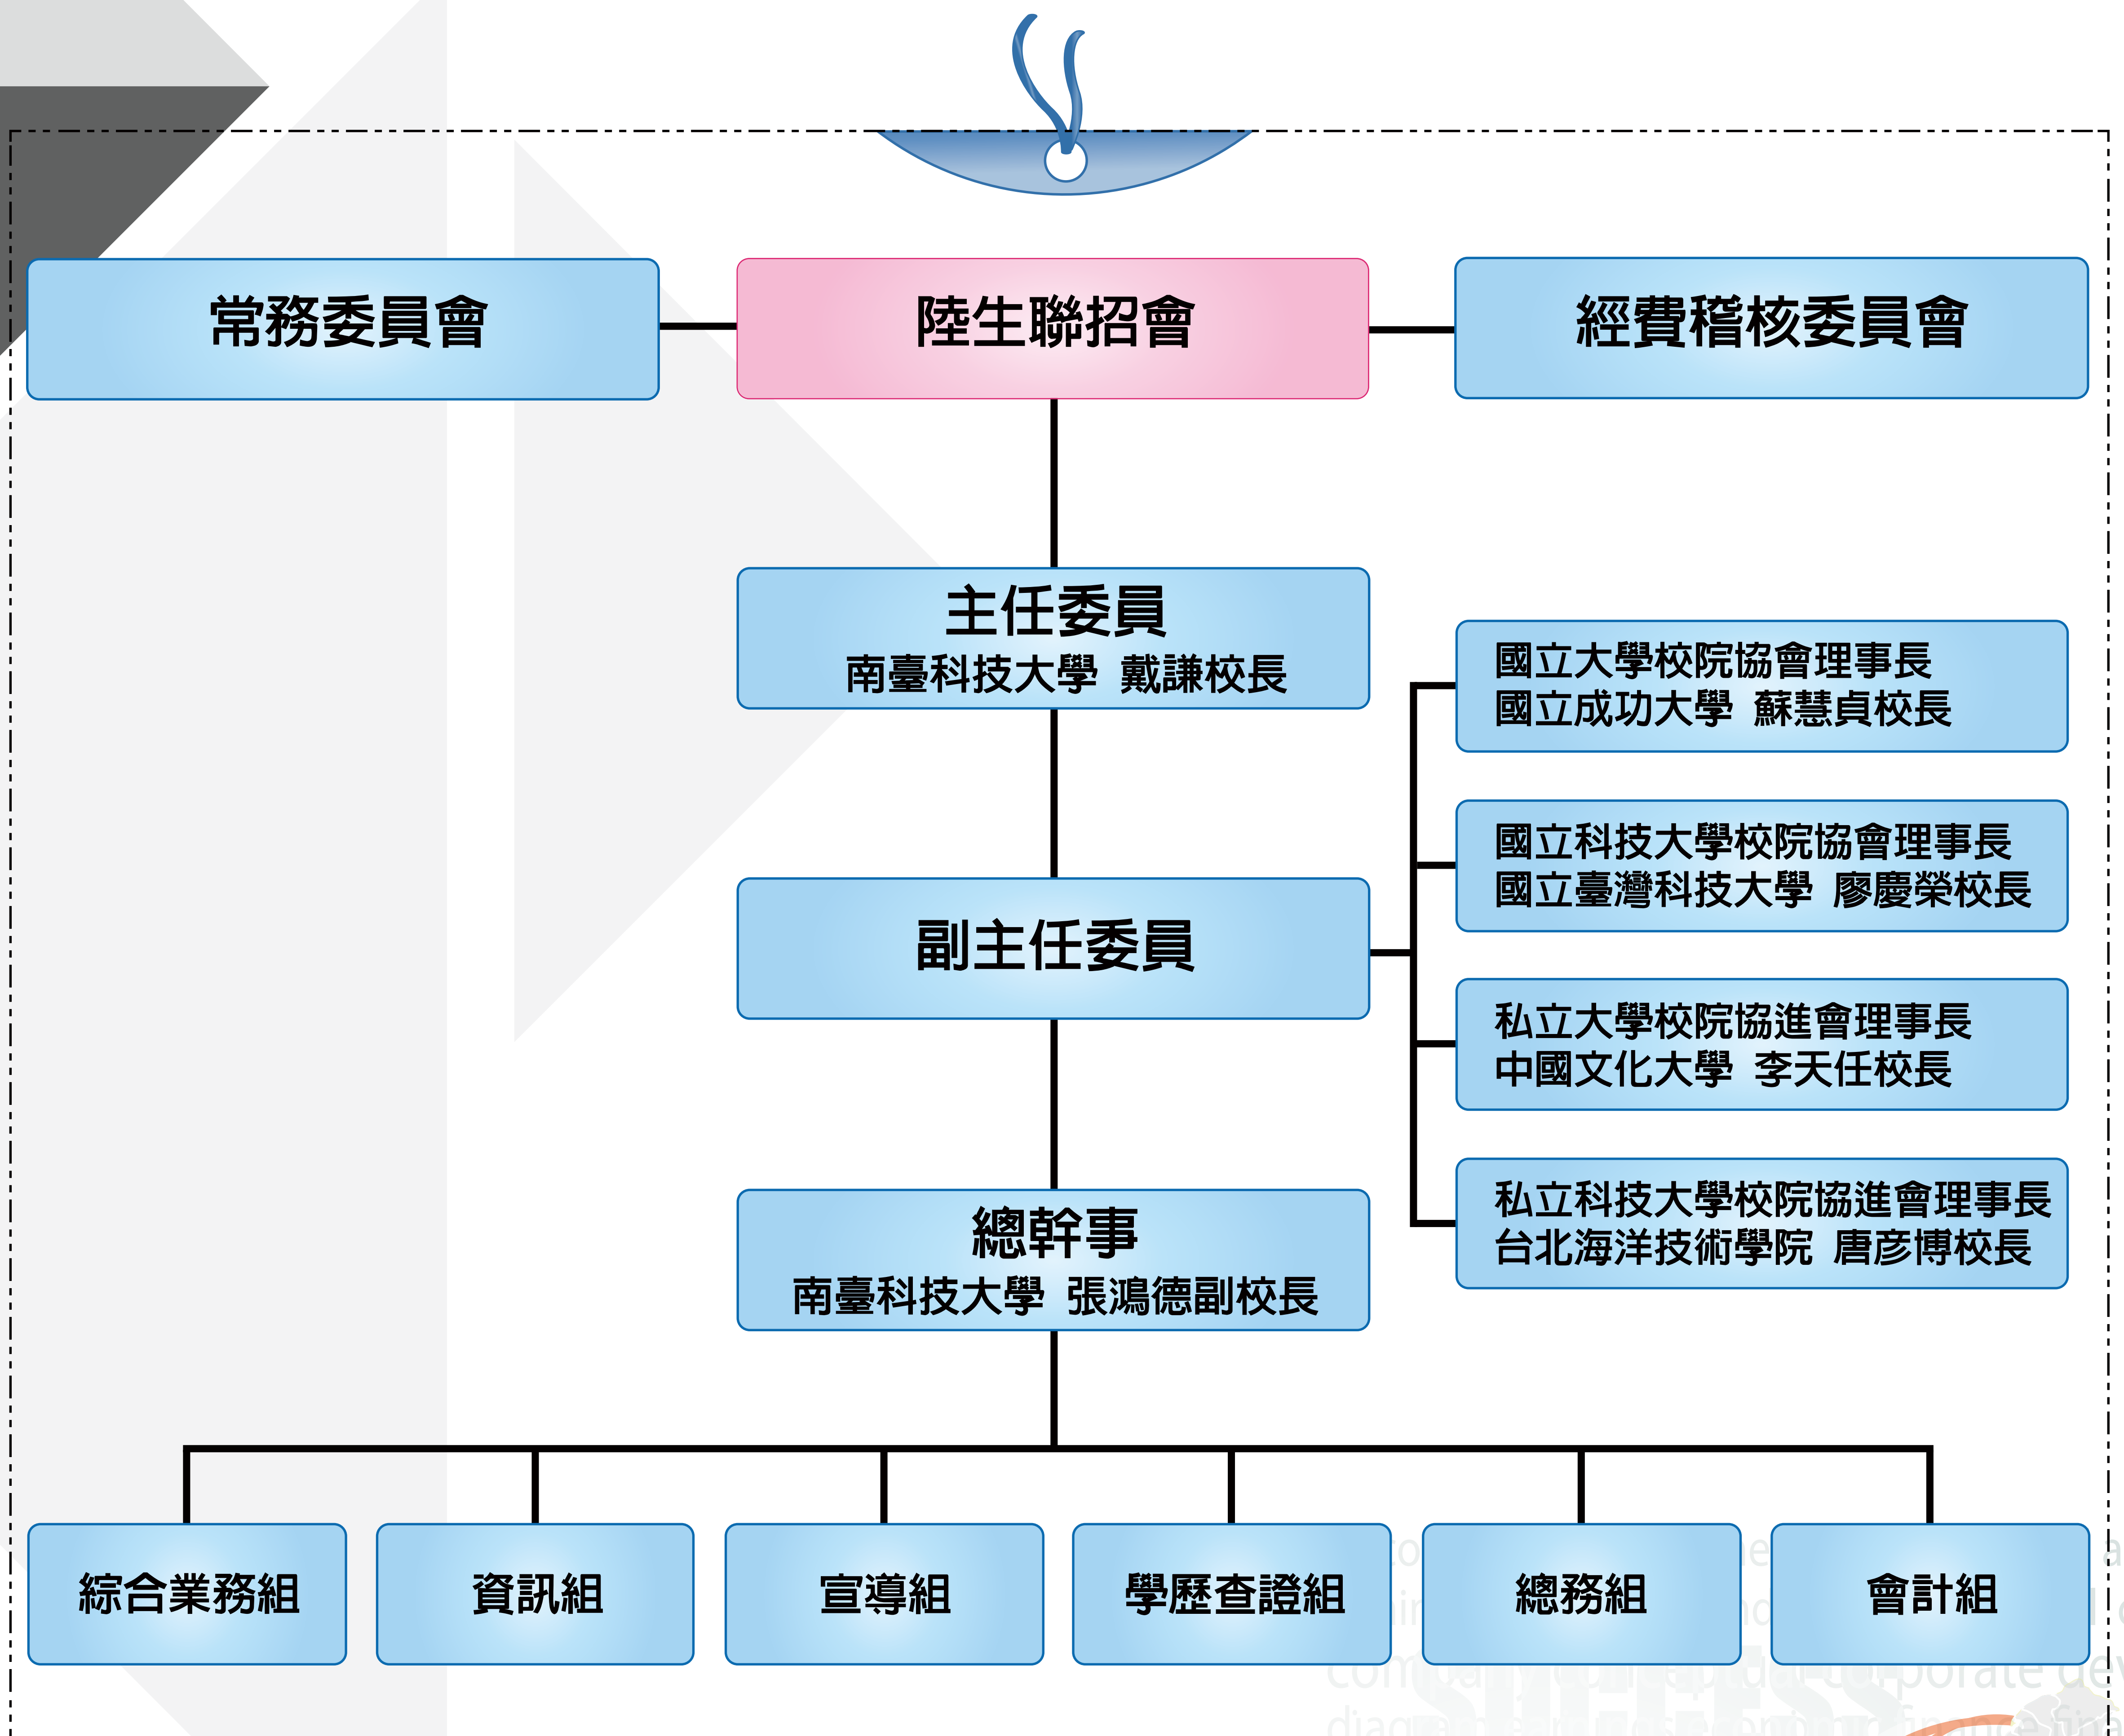 常務委員會
陸生聯招會
經費稽核委員會
主任委員
南臺科技大學 戴謙校長
國立大學校院協會理事長
國立成功大學 蘇慧貞校長
國立科技大學校院協會理事長
國立臺灣科技大學 廖慶榮校長
副主任委員
私立大學校院協進會理事長
中國文化大學 李天任校長
私立科技大學校院協進會理事長
台北海洋技術學院 唐彦博校長
總幹事
南臺科技大學 張鴻德副校長
綜合業務組
資訊組
宣導組
學歷查證組
總務組
會計組
company concept
corporate
success